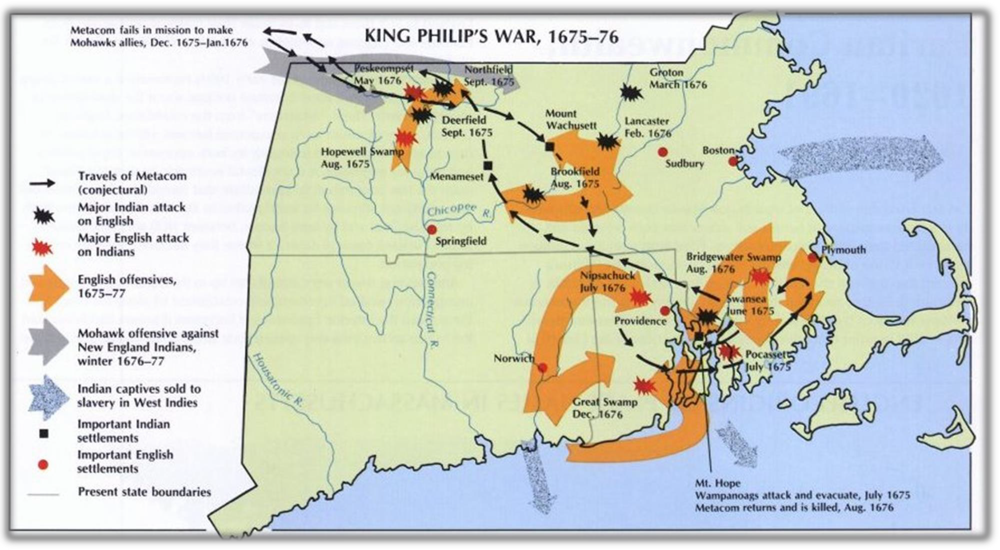 Metacom fails in mission to make
Mohawks allies, Dec. 1675–Jan.1676
KING PHILIP'S WAR, 1675–76
Peskeompset
May 1676
Northfield
Sept. 1675
Groton
March 1676
Mount
Wachusett
Lancaster
Feb. 1676
Deerfield
Sept. 1675
Hopewell Swamp
Aug. 1675
Boston
Sudbury
Menameset
Brookfield
Aug. 1675
Chicopee R.
Springfield
Plymouth
Bridgewater Swamp
Aug. 1676
Nipsachuck
July 1676
Swansea
June 1675
Providence
Connecticut R.
Norwich
Pocasset
July 1675
Housatonic R.
Great Swamp
Dec. 1676
Mt. Hope
Wampanoags attack and evacuate, July 1675
Metacom returns and is killed, Aug. 1676
Travels of Metacom
(conjectural)
Major Indian attack
on English
Major English attack
on Indians
English offensives,
1675–77
Mohawk offensive against
New England Indians,
winter 1676–77
Indian captives sold to
slavery in West Indies
Important Indian
settlements
Important English
settlements
Present state boundaries